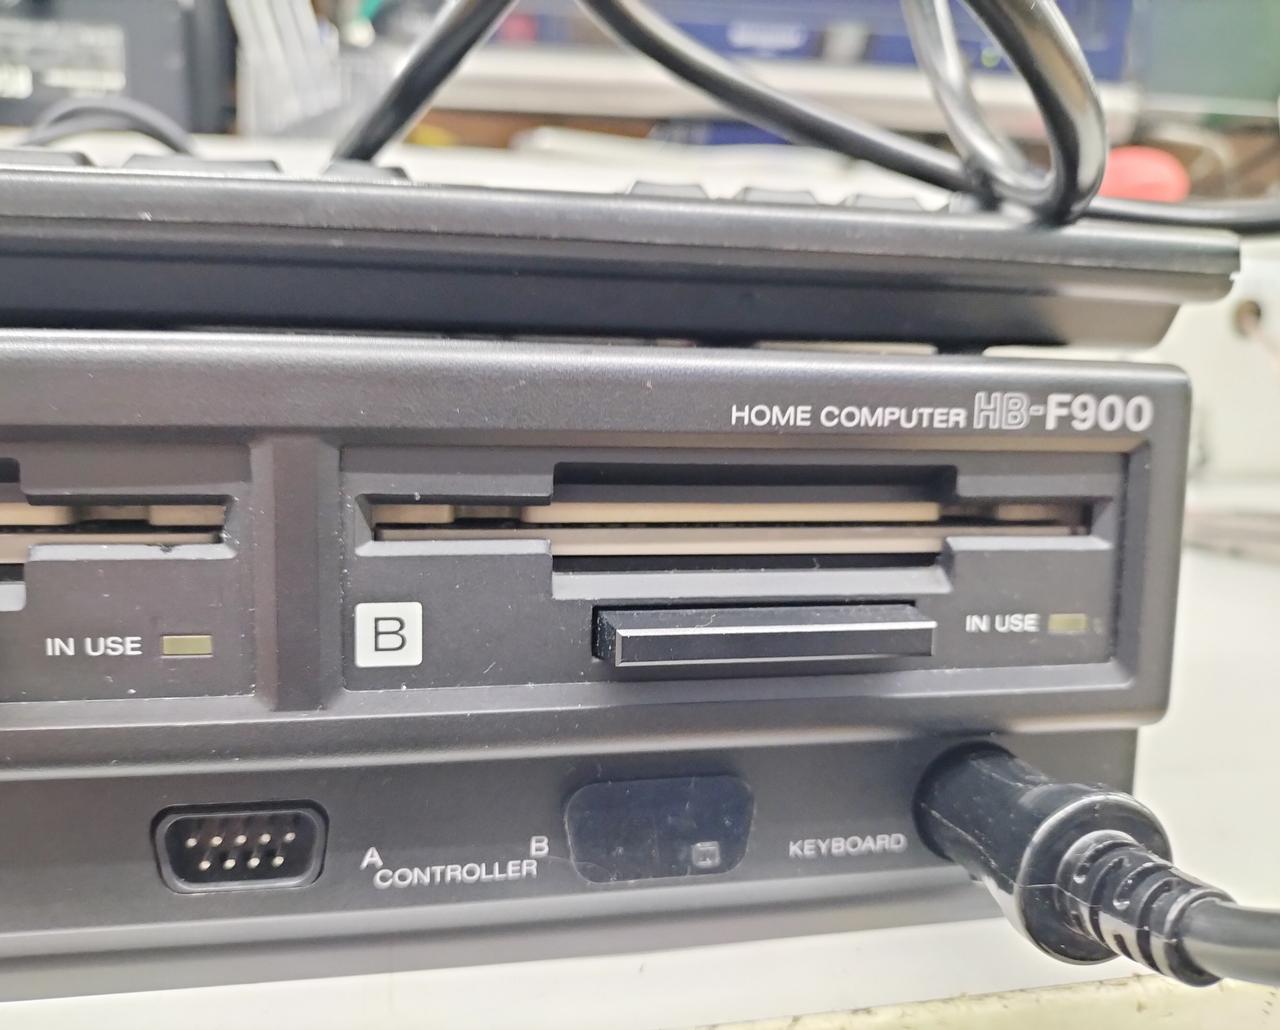 HOME COMPUTER HB-F900
IN USE
B
IN USE
A
CONTROLLER
B
KEYBOARD